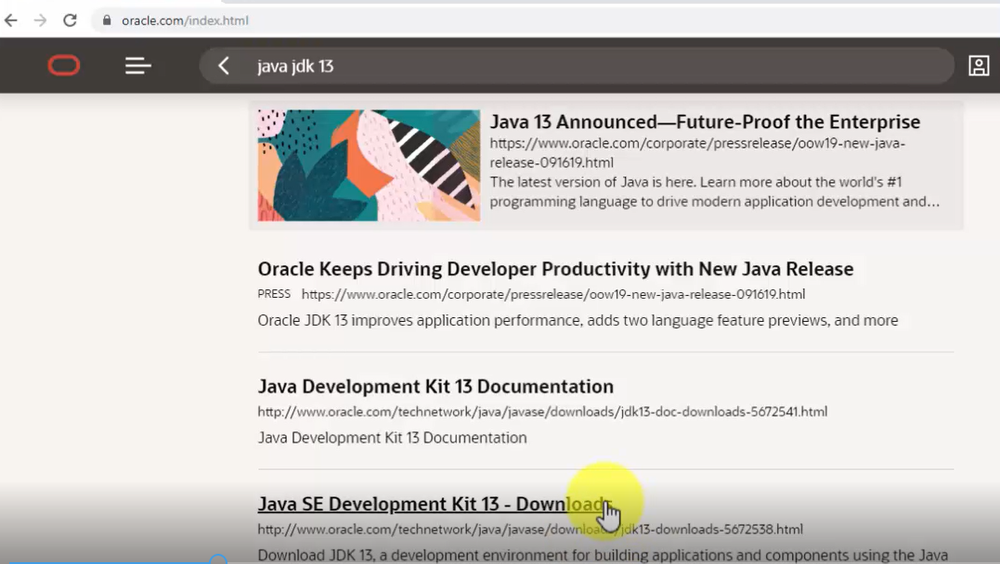 oracle.com/index.html
java jdk 13
Java 13 Announced—Future-Proof the Enterprise
https://www.oracle.com/corporate/pressrelease/oow19-new-java-
release-091619.html
The latest version of Java is here. Learn more about the world's #1
programming language to drive modern application development and...
Oracle Keeps Driving Developer Productivity with New Java Release
PRESS https://www.oracle.com/corporate/pressrelease/oow19-new-java-release-091619.html
Oracle JDK 13 improves application performance, adds two language feature previews, and more
Java Development Kit 13 Documentation
http://www.oracle.com/technetwork/java/javase/downloads/jdk13-doc-downloads-5672541.html
Java Development Kit 13 Documentation
Java SE Development Kit 13 - Downloads
http://www.oracle.com/technetwork/java/javase/downloads/jdk13-downloads-5672538.html
Download JDK 13, a development environment for building applications and components using the Java